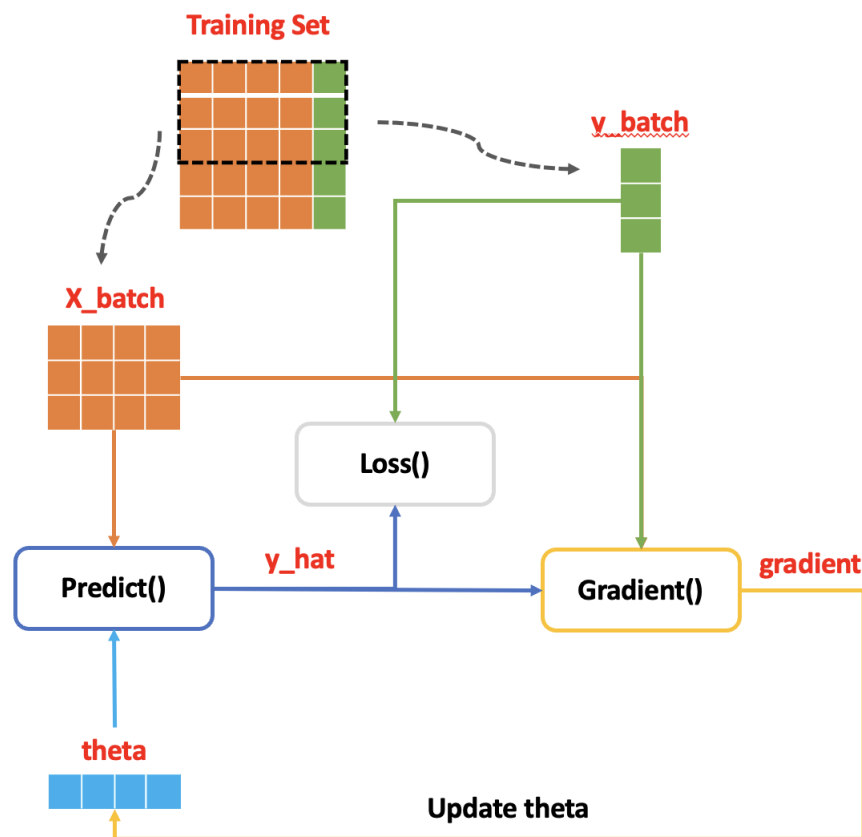 Training Set
y_batch
X_batch
Loss()
y_hat
gradient
Predict()
Gradient()
theta
Update theta